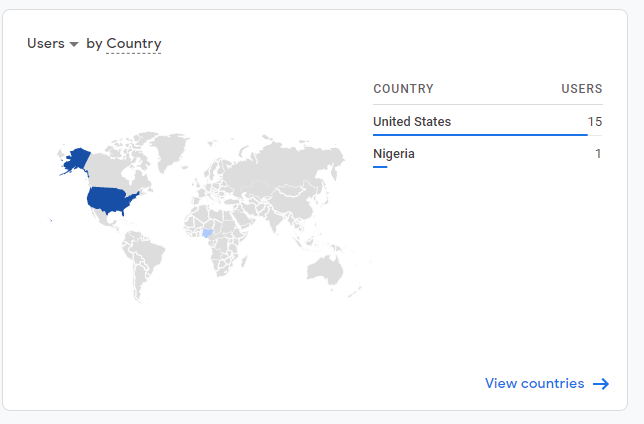 Users by Country
COUNTRY USERS
United States 15
Nigeria 1
View countries